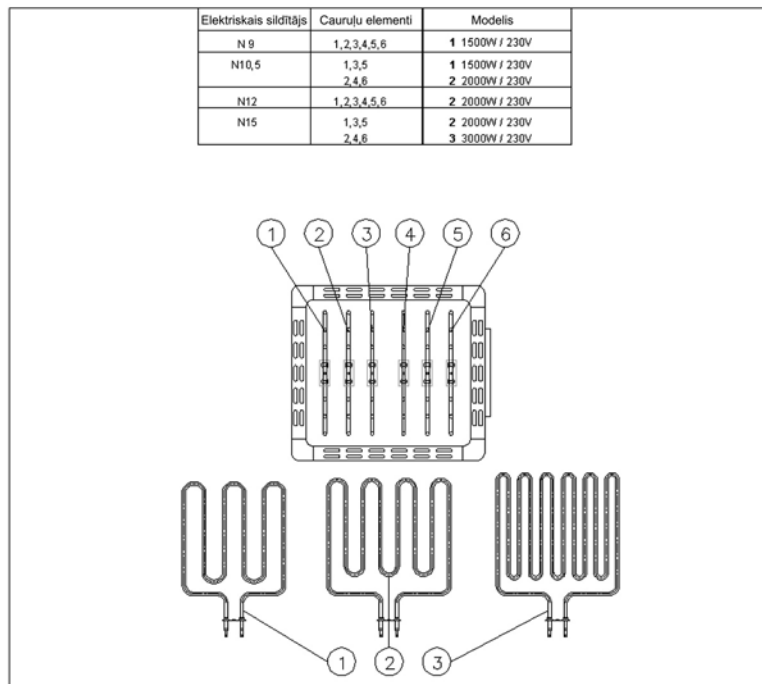 Elektriskais sildītājs Cauruļu elementi Modelis
N 9 1,2,3,4,5,6 1 1500W / 230V
N10,5 1,3,5 1 1500W / 230V
2,4,6 2 2000W / 230V
N12 1,2,3,4,5,6 2 2000W / 230V
N15 1,3,5 2 2000W / 230V
2,4,6 3 3000W / 230V
1 2 3 4 5 6
1 2 3